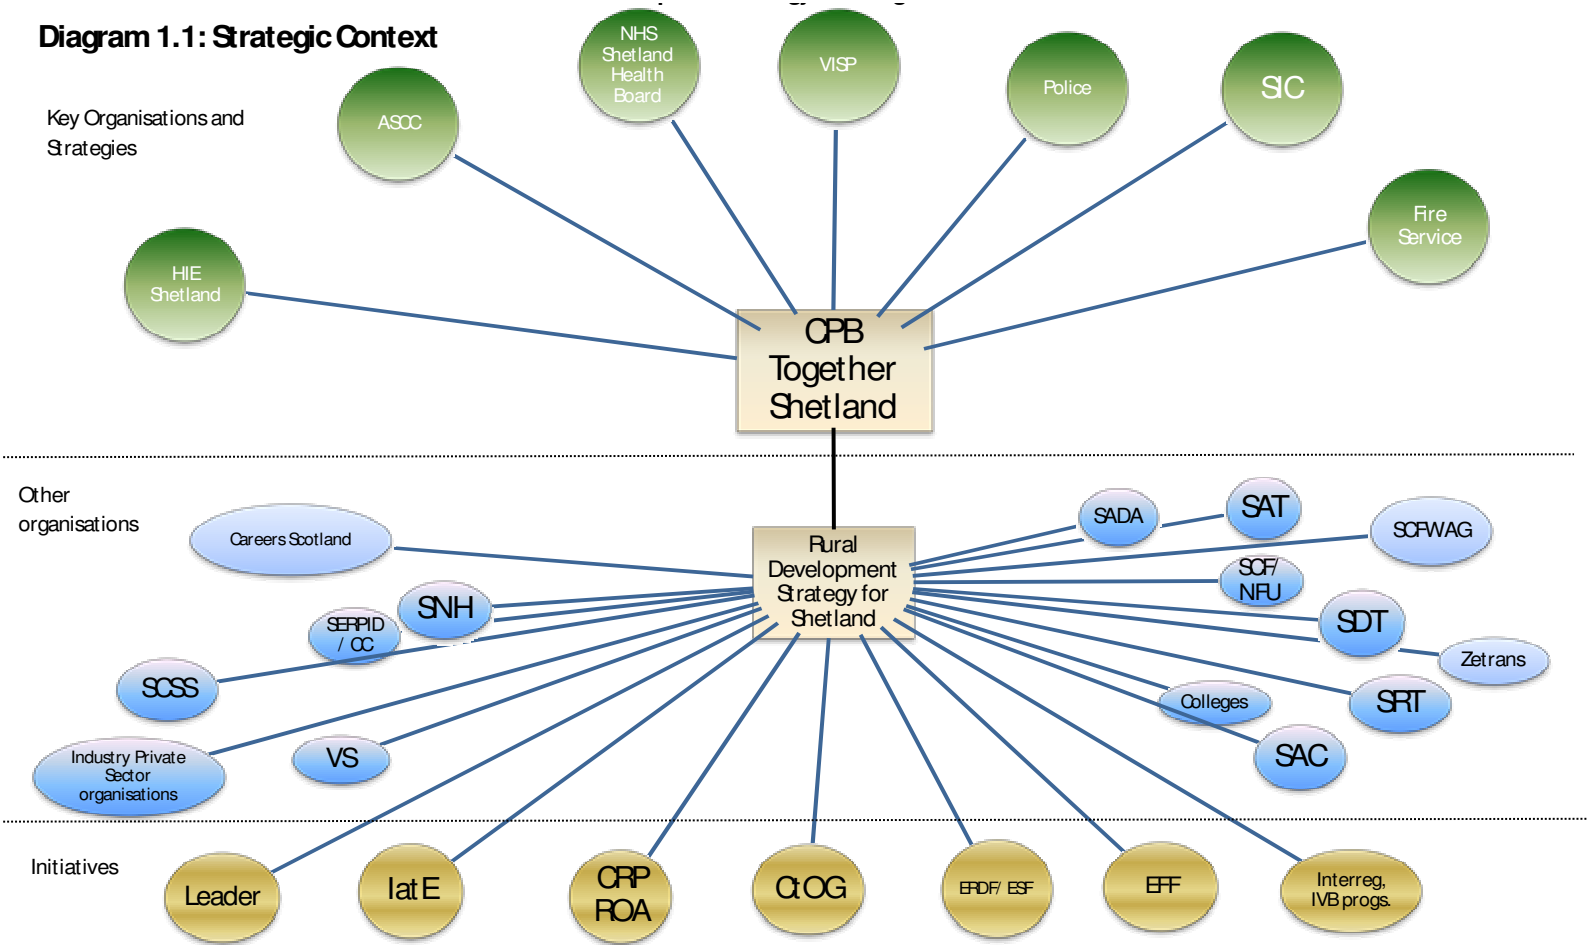 Diagram 1.1: Strategic Context
Key Organisations and
Strategies
HIE
Shetland
ASCC
NHS
Shetland
Health
Board
VISP
Police
SIC
Fire
Service
CPB
Together
Shetland
Other
organisations
Careers Scotland
SNH
SERPID
/ CC
SCSS
Industry Private
Sector
organisations
VS
Rural
Development
Strategy for
Shetland
SADA
SAT
SCFWAG
SCF/
NFU
SDT
Zetrans
SRT
Colleges
SAC
Initiatives
Leader
IatE
CRP
ROA
CtOG
ERDF/ ESF
EFF
Interreg,
IVB progs.